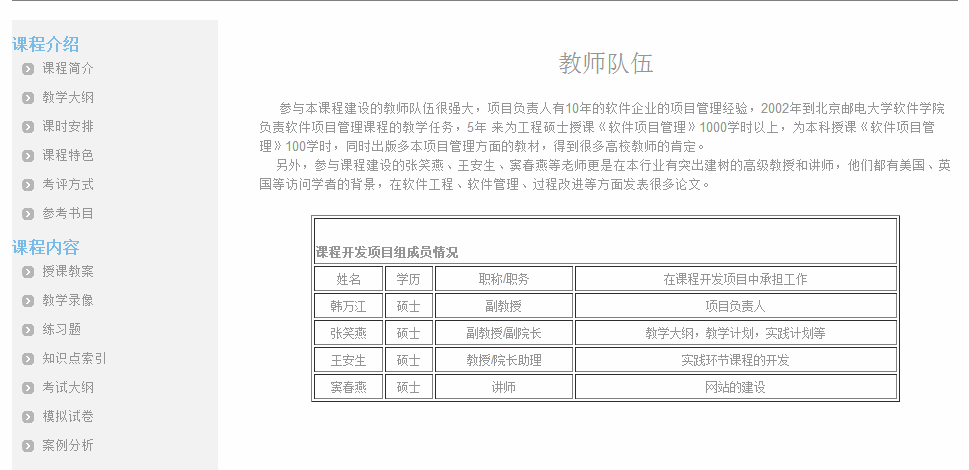 课程介绍
课程简介
教学大纲
课时安排
课程特色
考评方式
参考书目
课程内容
授课教案
教学录像
练习题
知识点索引
考试大纲
模拟试卷
案例分析
教师队伍
参与本课程建设的教师队伍很强大，项目负责人有10年的软件企业的项目管理经验，2002年到北京邮电大学软件学院
负责软件项目管理课程的教学任务，5年 来为工程硕士授课《软件项目管理》1000学时以上，为本科授课《软件项目管
理》100学时，同时出版多本项目管理方面的教材，得到很多高校教师的肯定。
另外，参与课程建设的张笑燕、王安生、窦春燕等老师更是在本行业有突出建树的高级教授和讲师，他们都有美国、英
国等访问学者的背景，在软件工程、软件管理、过程改进等方面发表很多论文。
课程开发项目组成员情况
姓名 学历 职称/职务 在课程开发项目中承担工作
韩万江 硕士 副教授 项目负责人
张笑燕 硕士 副教授/副院长 教学大纲，教学计划，实践计划等
王安生 硕士 教授/院长助理 实践环节课程的开发
窦春燕 硕士 讲师 网站的建设